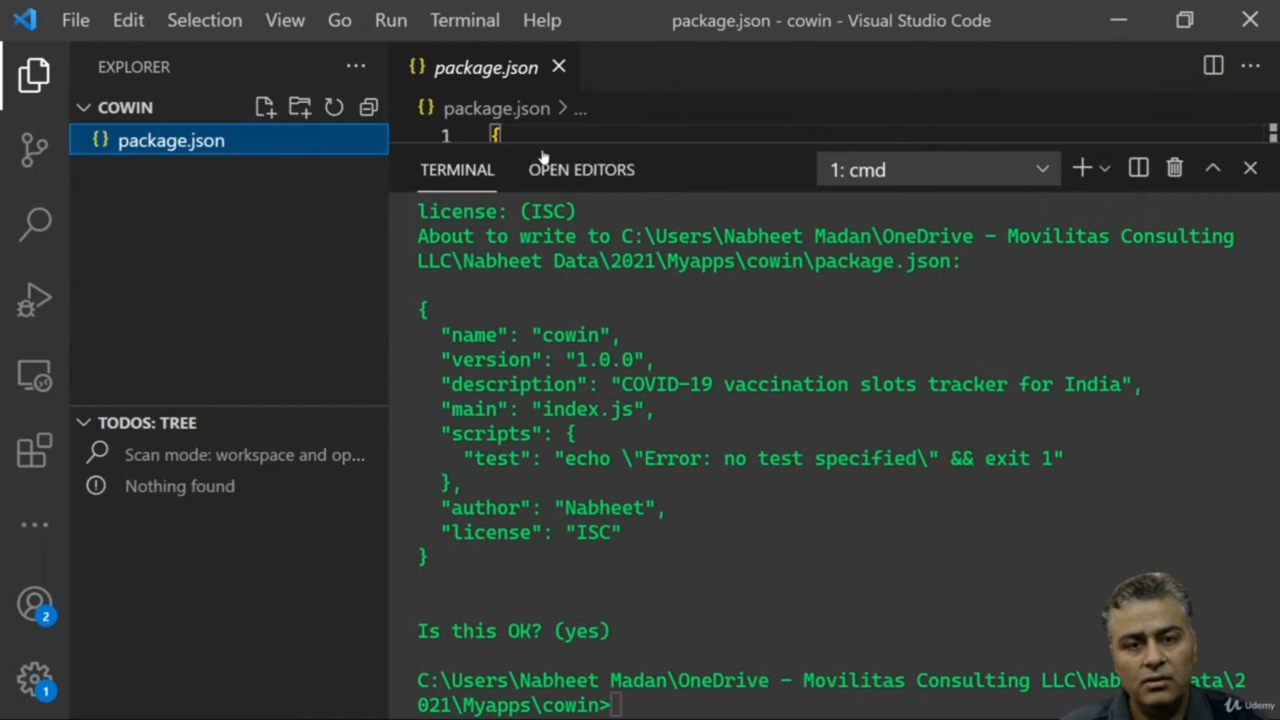 File Edit Selection View Go Run Terminal Help package.json - cowin - Visual Studio Code
EXPLORER
COWIN
{} package.json
TODOS: TREE
Scan mode: workspace and op...
Nothing found
2
1
{} package.json
{} package.json > ...
1 {
TERMINAL OPEN EDITORS 1: cmd
license: (ISC)
About to write to C:\Users\Nabheet Madan\OneDrive - Movilitas Consulting
LLC\Nabheet Data\2021\Myapps\cowin\package.json:
{
"name": "cowin",
"version": "1.0.0",
"description": "COVID-19 vaccination slots tracker for India",
"main": "index.js",
"scripts": {
"test": "echo \"Error: no test specified\" && exit 1"
},
"author": "Nabheet",
"license": "ISC"
}
Is this OK? (yes)
C:\Users\Nabheet Madan\OneDrive - Movilitas Consulting LLC\Nab ata\2
021\Myapps\cowin>
Udemy